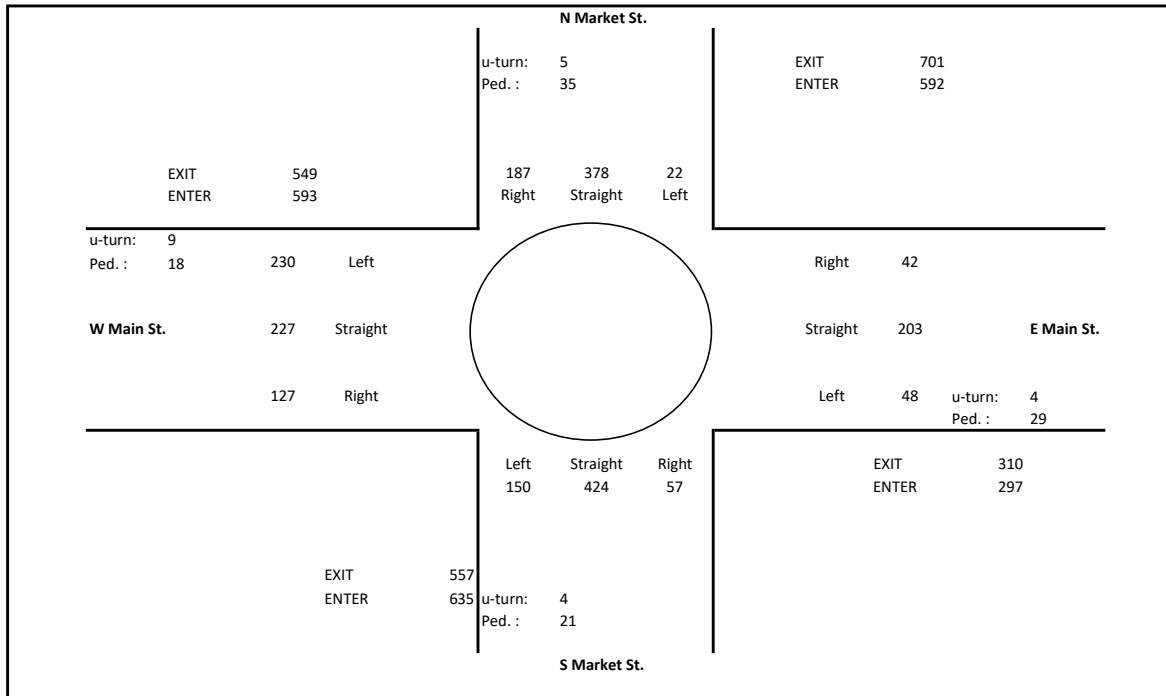 N Market St.
u-turn: 5 EXIT 701
Ped. : 35 ENTER 592
EXIT 549 187 378 22
ENTER 593 Right Straight Left
u-turn: 9
Ped. : 18 230 Left Right 42
W Main St. 227 Straight Straight 203 E Main St.
127 Right Left 48 u-turn: 4
Ped. : 29
Left Straight Right EXIT 310
150 424 57 ENTER 297
EXIT 557
ENTER 635 u-turn: 4
Ped. : 21
S Market St.